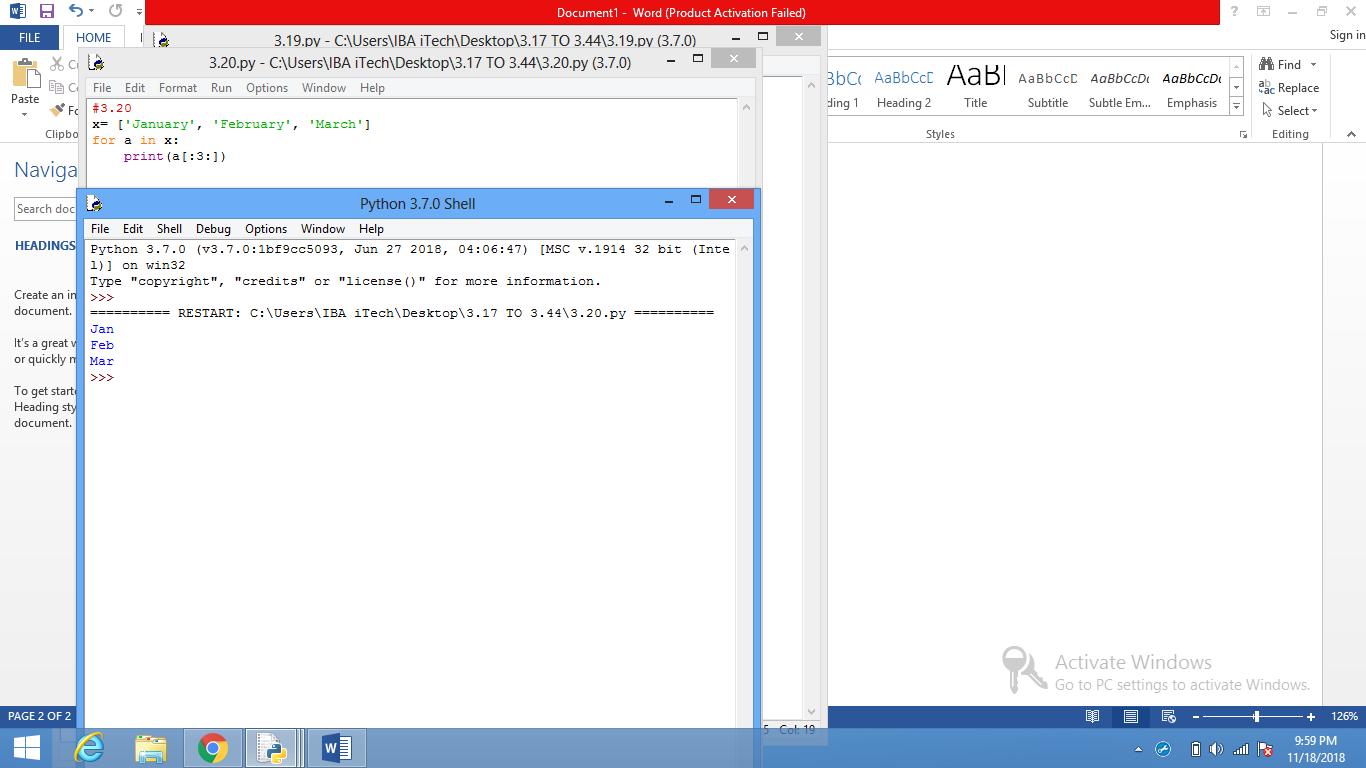 Document1 - Word (Product Activation Failed)
FILE
HOME
Sign in
3.19.py - C:\Users\IBA iTech\Desktop\3.17 TO 3.44\3.19.py (3.7.0)
3.20.py - C:\Users\IBA iTech\Desktop\3.17 TO 3.44\3.20.py (3.7.0)
File Edit Format Run Options Window Help
#3.20
x= ['January', 'February', 'March']
for a in x:
    print(a[:3:])
Paste
Clipbo
AaBbCcD AaBl AaBbCcD AaBbCcDc AaBbCcDc
ding 1 Heading 2 Title Subtitle Subtle Em... Emphasis
Styles
Find
Replace
Select
Editing
Naviga
Search doc
HEADINGS
Create an in
document.
It's a great w
or quickly m
To get starte
Heading sty
document.
Python 3.7.0 Shell
File Edit Shell Debug Options Window Help
Python 3.7.0 (v3.7.0:1bf9cc5093, Jun 27 2018, 04:06:47) [MSC v.1914 32 bit (Inte
l)] on win32
Type "copyright", "credits" or "license()" for more information.
>>>
========== RESTART: C:\Users\IBA iTech\Desktop\3.17 TO 3.44\3.20.py ==========
Jan
Feb
Mar
>>>
Activate Windows
Go to PC settings to activate Windows.
PAGE 2 OF 2
5 Col: 19
126%
9:59 PM
11/18/2018